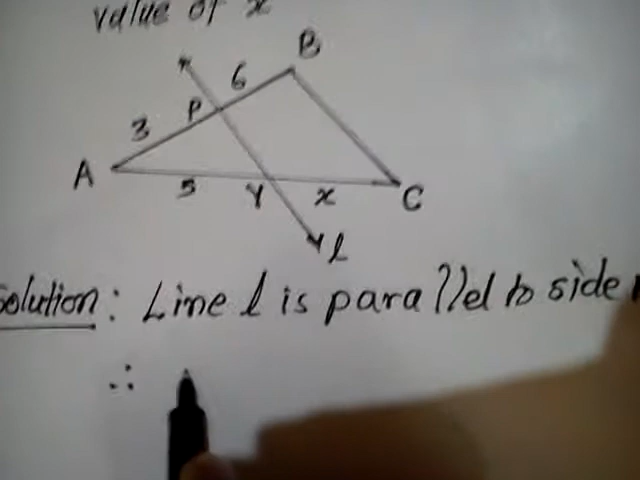 value of x
B
6
P
3
A
5
Y
x
C
l
Solution: Line l is parallel to side
∴